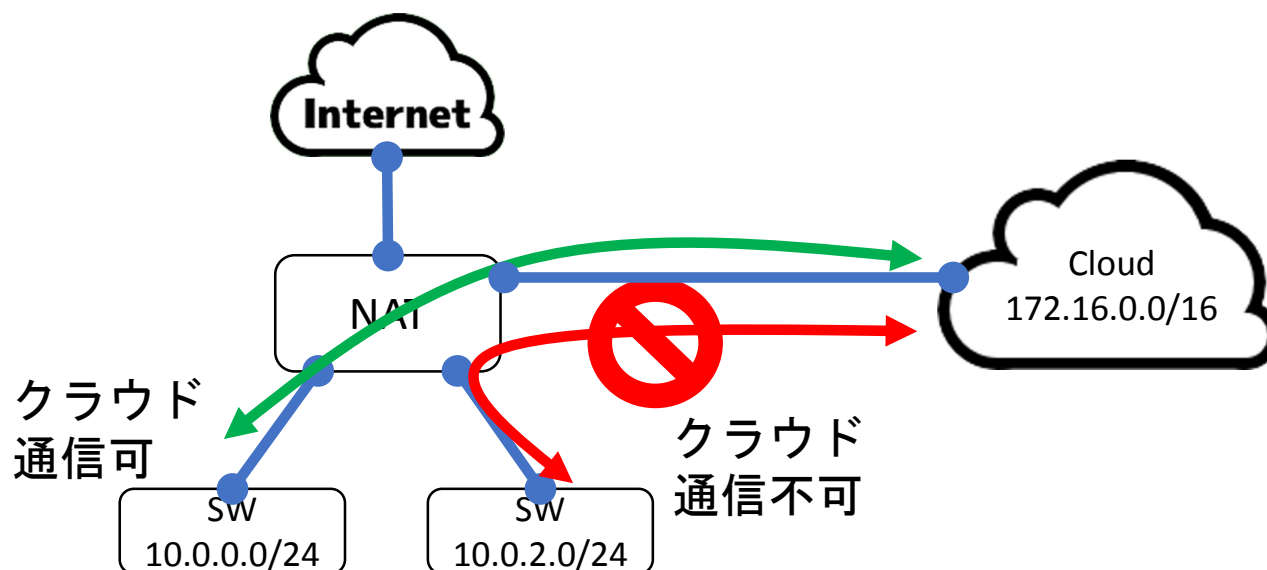 Internet
NAT
Cloud
172.16.0.0/16
クラウド
通信可
クラウド
通信不可
SW
10.0.0.0/24
SW
10.0.2.0/24